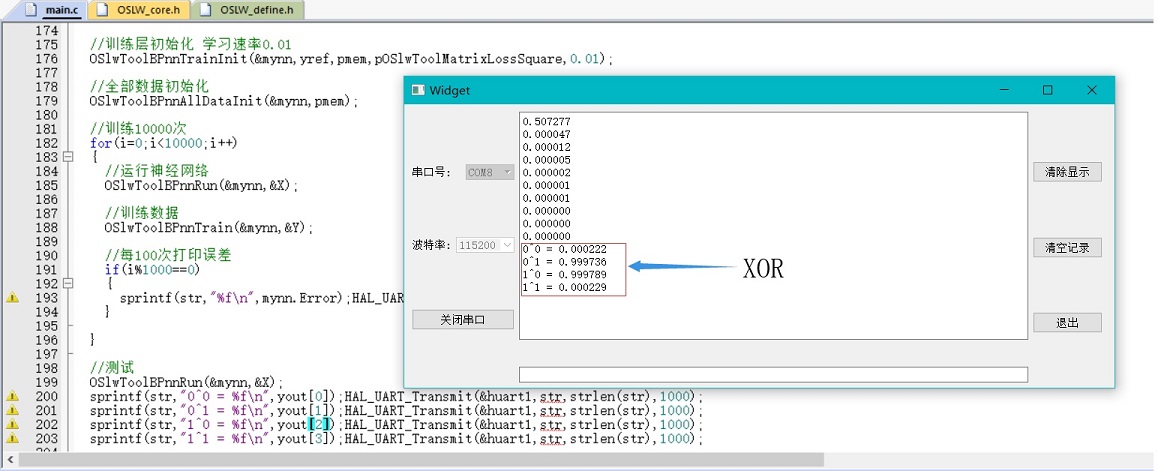 main.c OSLW_core.h OSLW_define.h
174
175 //训练层初始化 学习速率0.01
176 OSlwToolBPnnTrainInit(&mynn,yref,pmem,pOSlwToolMatrixLossSquare,0.01);
177
178 //全部数据初始化
179 OSlwToolBPnnAllDataInit(&mynn,pmem);
180
181 //训练10000次
182 for(i=0;i<10000;i++)
183 {
184 //运行神经网络
185 OSlwToolBPnnRun(&mynn,&X);
186
187 //训练数据
188 OSlwToolBPnnTrain(&mynn,&Y);
189
190 //每100次打印误差
191 if(i%1000==0)
192 {
193 sprintf(str,"%f\n",mynn.Error);HAL_UART
194 }
195
196 }
197
198 //测试
199 OSlwToolBPnnRun(&mynn,&X);
200 sprintf(str,"0^0 = %f\n",yout[0]);HAL_UART_Transmit(&huart1,str,strlen(str),1000);
201 sprintf(str,"0^1 = %f\n",yout[1]);HAL_UART_Transmit(&huart1,str,strlen(str),1000);
202 sprintf(str,"1^0 = %f\n",yout[2]);HAL_UART_Transmit(&huart1,str,strlen(str),1000);
203 sprintf(str,"1^1 = %f\n",yout[3]);HAL_UART_Transmit(&huart1,str,strlen(str),1000);
Widget
串口号: COM8
波特率: 115200
关闭串口
0.507277
0.000047
0.000012
0.000005
0.000002
0.000001
0.000001
0.000000
0.000000
0.000000
0^0 = 0.000222
0^1 = 0.999736
1^0 = 0.999789
1^1 = 0.000229
XOR
清除显示
清空记录
退出